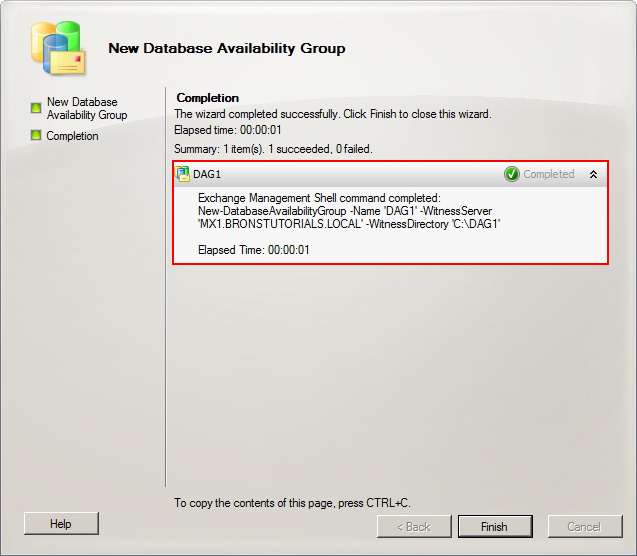 New Database Availability Group
New Database
Availability Group
Completion
Completion
The wizard completed successfully. Click Finish to close this wizard.
Elapsed time: 00:00:01
Summary: 1 item(s). 1 succeeded, 0 failed.
DAG1
Completed
Exchange Management Shell command completed:
New-DatabaseAvailabilityGroup -Name 'DAG1' -WitnessServer
'MX1.BRONSTUTORIALS.LOCAL' -WitnessDirectory 'C:\DAG1'
Elapsed Time: 00:00:01
To copy the contents of this page, press CTRL+C.
Help
< Back
Finish
Cancel